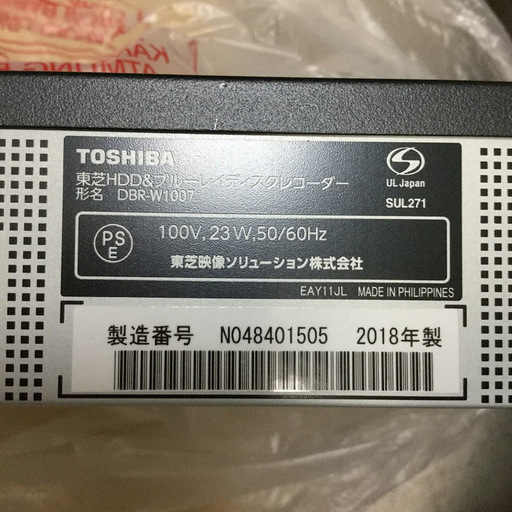 TOSHIBA
東芝HDD&ブルーレイディスクレコーダー
形名 DBR-W1007
UL Japan
SUL271
PS
E
100V, 23W, 50/60Hz
東芝映像ソリューション株式会社
EAY11JL MADE IN PHILIPPINES
製造番号 N048401505 2018年製